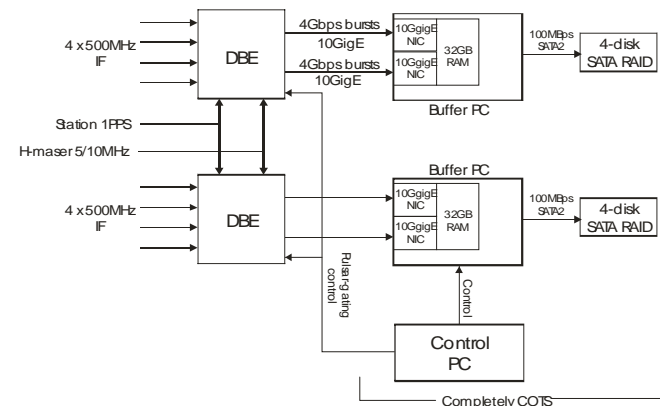 4 x 500MHz
IF
DBE
4Gbps bursts
10GigE
4Gbps bursts
10GigE
10GgigE
NIC
10GgigE
NIC
32GB
RAM
Buffer PC
100MBps
SATA2
4-disk
SATA RAID
Station 1PPS
H-maser 5/10MHz
4 x 500MHz
IF
DBE
Buffer PC
10GgigE
NIC
10GgigE
NIC
32GB
RAM
100MBps
SATA2
4-disk
SATA RAID
Pulsar-gating
control
Control
Control
PC
Completely COTS